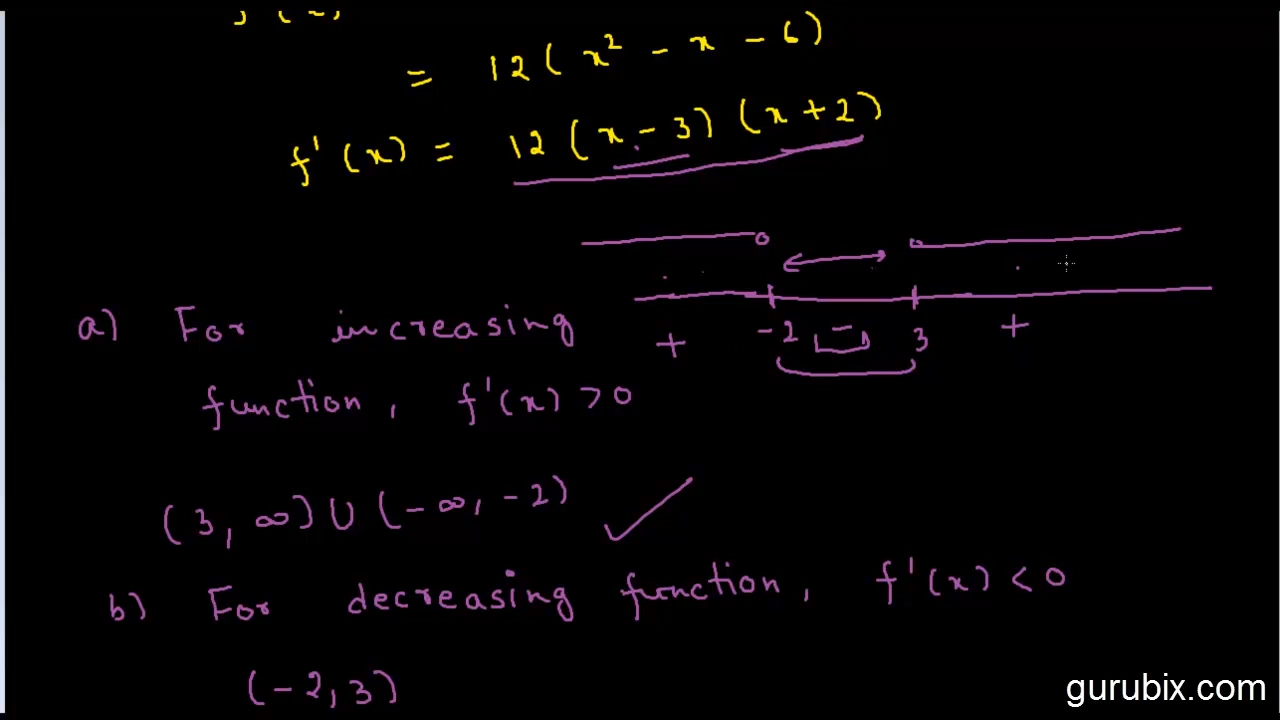 = 12(x² - x - 6)
f'(x) = 12(x-3)(x+2)
+ -2 - 3 +
a) For increasing
function, f'(x) > 0
(3, ∞) ∪ (-∞, -2)
b) For decreasing function, f'(x) < 0
(-2, 3)
gurubix.com